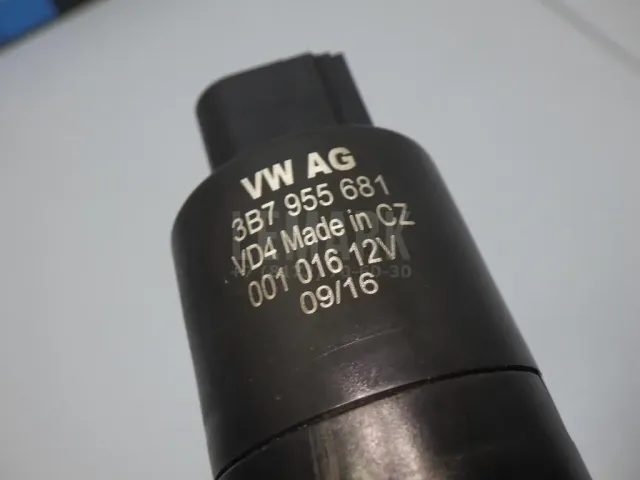 VW AG
3B7 955 681
VD4 Made in CZ
001 016 12V
09/16